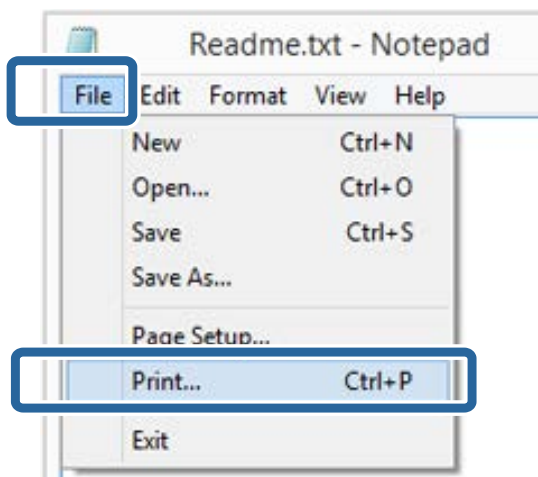 Readme.txt - Notepad
File Edit Format View Help
New Ctrl+N
Open... Ctrl+O
Save Ctrl+S
Save As...
Page Setup...
Print... Ctrl+P
Exit